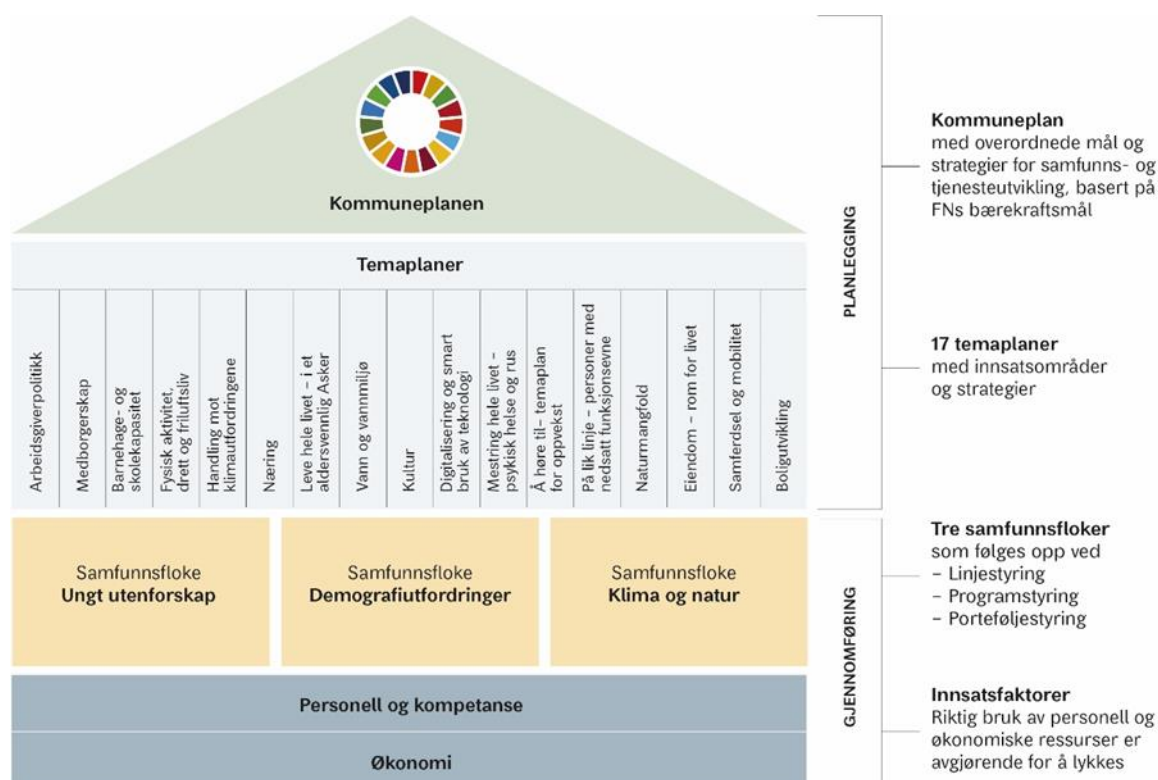 Kommuneplanen
Temaplaner
Arbeidsgiverpolitikk
Medborgerskap
Barnehage- og
skolekapasitet
Fysisk aktivitet,
drett og friluftsliv
Handling mot
klimautfordringene
Næring
Leve hele livet – i et
aldersvennlig Asker
Vann og vannmiljø
Kultur
Digitalisering og smart
bruk av teknologi
Mestring hele livet –
psykisk helse og rus
Å høre til– temaplan
for oppvekst
På lik linje – personer med
nedsatt funksjonsevne
Naturmangfold
Eiendom – rom for livet
Samferdsel og mobilitet
Boligutvikling
Samfunnsfloke
Ungt utenforskap
Samfunnsfloke
Demografiutfordringer
Samfunnsfloke
Klima og natur
Personell og kompetanse
Økonomi
PLANLEGGING
GJENNOMFØRING
Kommuneplan
med overordnede mål og
strategier for samfunns- og
tjenesteutvikling, basert på
FNs bærekraftsmål
17 temaplaner
med innsatsområder
og strategier
Tre samfunnsfloker
som følges opp ved
– Linjestyring
– Programstyring
– Porteføljestyring
Innsatsfaktorer
Riktig bruk av personell og
økonomiske ressurser er
avgjørende for å lykkes